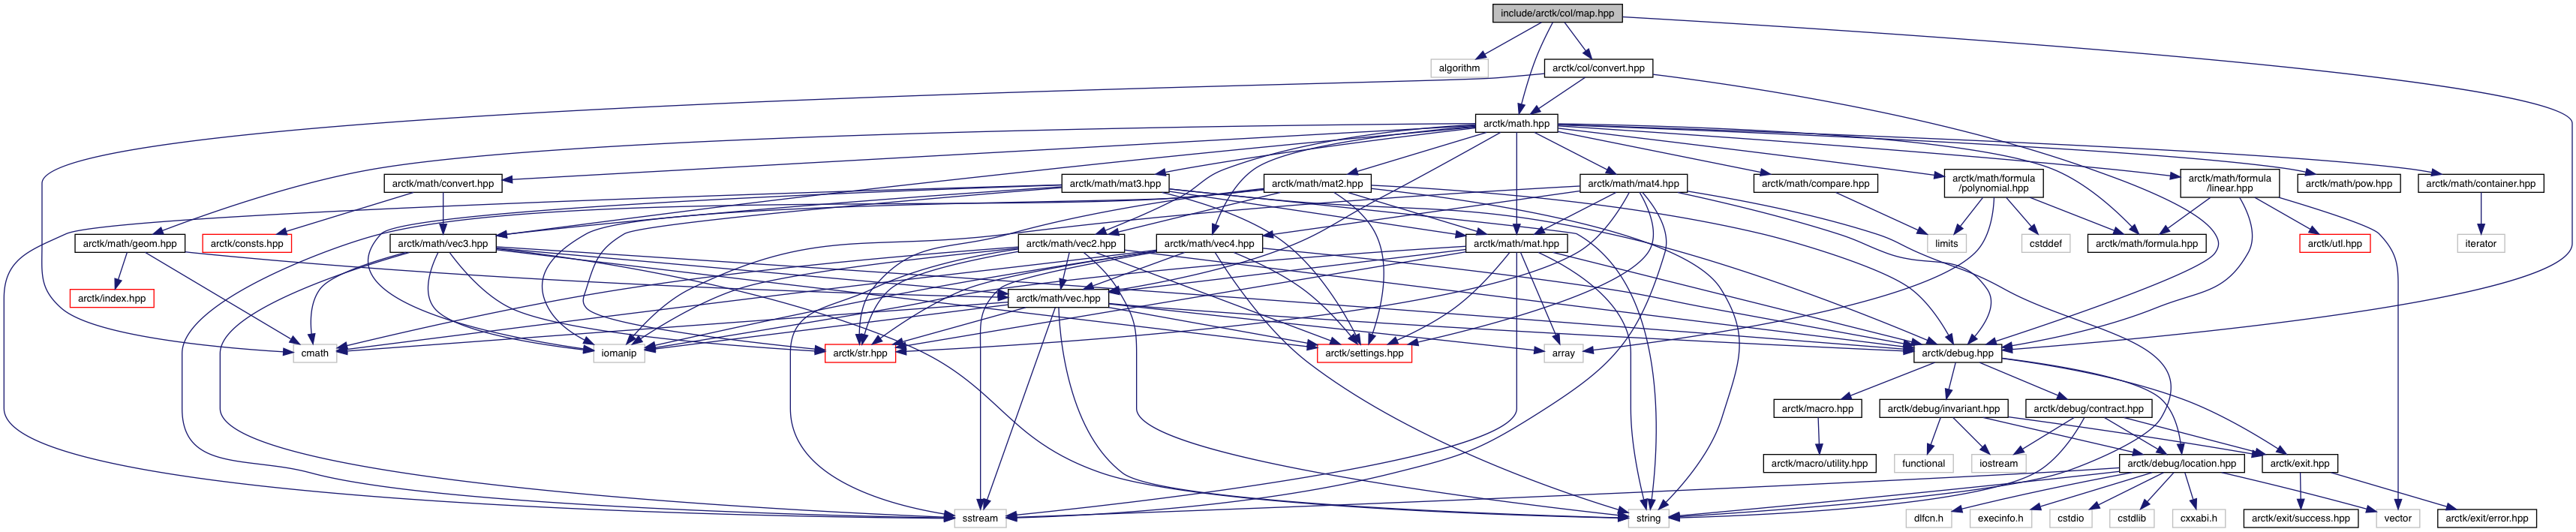 include/arctk/col/map.hpp
algorithm
arctk/col/convert.hpp
arctk/math.hpp
arctk/math/convert.hpp
arctk/math/mat3.hpp
arctk/math/mat2.hpp
arctk/math/mat4.hpp
arctk/math/compare.hpp
arctk/math/formula
/polynomial.hpp
arctk/math/formula
/linear.hpp
arctk/math/pow.hpp
arctk/math/container.hpp
arctk/math/geom.hpp
arctk/consts.hpp
arctk/math/vec3.hpp
arctk/math/vec2.hpp
arctk/math/vec4.hpp
arctk/math/mat.hpp
limits
cstddef
arctk/math/formula.hpp
arctk/utl.hpp
iterator
arctk/index.hpp
arctk/math/vec.hpp
cmath
iomanip
arctk/str.hpp
arctk/settings.hpp
array
arctk/debug.hpp
arctk/macro.hpp
arctk/debug/invariant.hpp
arctk/debug/contract.hpp
arctk/macro/utility.hpp
functional
iostream
arctk/debug/location.hpp
arctk/exit.hpp
sstream
string
dlfcn.h
execinfo.h
cstdio
cstdlib
cxxabi.h
arctk/exit/success.hpp
vector
arctk/exit/error.hpp